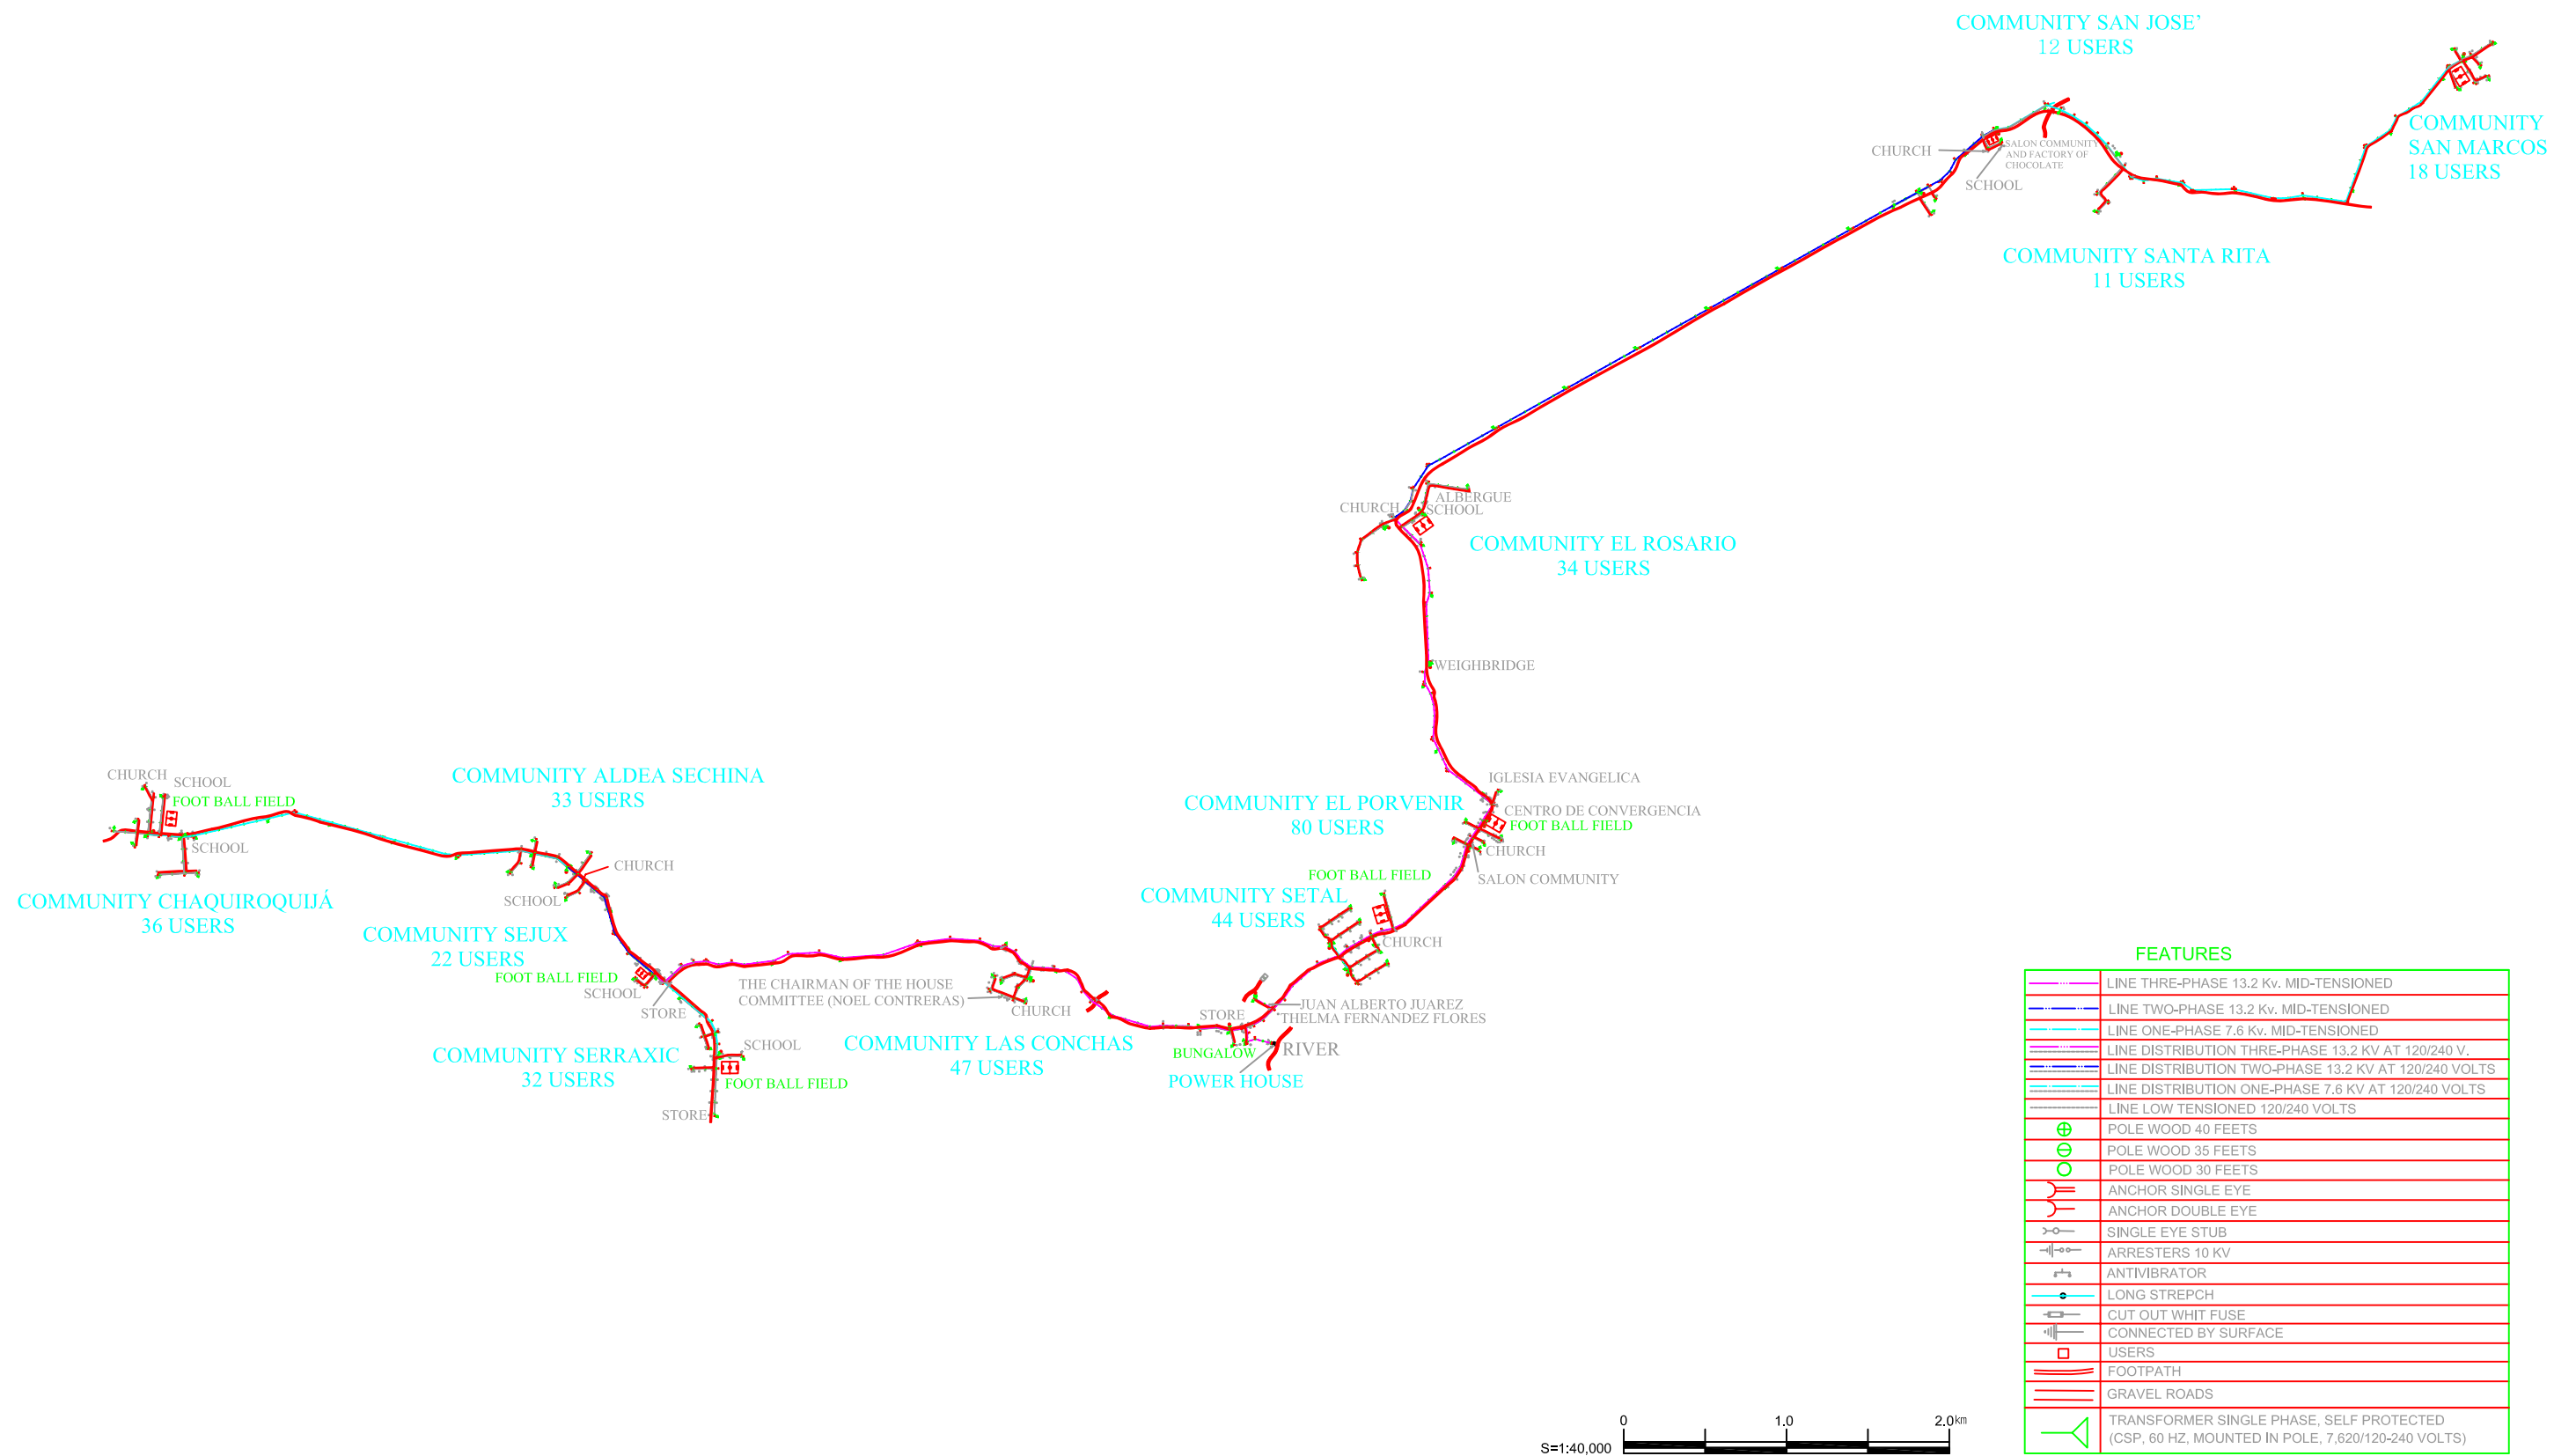 COMMUNITY SAN JOSE'
12 USERS
COMMUNITY
SAN MARCOS
18 USERS
CHURCH
SALON COMMUNITY
AND FACTORY OF
CHOCOLATE
SCHOOL
COMMUNITY SANTA RITA
11 USERS
ALBERGUE
CHURCH
SCHOOL
COMMUNITY EL ROSARIO
34 USERS
WEIGHBRIDGE
IGLESIA EVANGELICA
COMMUNITY EL PORVENIR
80 USERS
CENTRO DE CONVERGENCIA
FOOT BALL FIELD
CHURCH
SALON COMMUNITY
FOOT BALL FIELD
COMMUNITY SETAL
44 USERS
CHURCH
CHURCH
SCHOOL
FOOT BALL FIELD
SCHOOL
COMMUNITY CHAQUIROQUIJÁ
36 USERS
COMMUNITY ALDEA SECHINA
33 USERS
CHURCH
SCHOOL
COMMUNITY SEJUX
22 USERS
FOOT BALL FIELD
SCHOOL
STORE
COMMUNITY SERRAXIC
32 USERS
SCHOOL
FOOT BALL FIELD
STORE
THE CHAIRMAN OF THE HOUSE
COMMITTEE (NOEL CONTRERAS)
CHURCH
COMMUNITY LAS CONCHAS
47 USERS
STORE
JUAN ALBERTO JUAREZ
THELMA FERNANDEZ FLORES
BUNGALOW
RIVER
POWER HOUSE
FEATURES
LINE THRE-PHASE 13.2 Kv. MID-TENSIONED
LINE TWO-PHASE 13.2 Kv. MID-TENSIONED
LINE ONE-PHASE 7.6 Kv. MID-TENSIONED
LINE DISTRIBUTION THRE-PHASE 13.2 KV AT 120/240 V.
LINE DISTRIBUTION TWO-PHASE 13.2 KV AT 120/240 VOLTS
LINE DISTRIBUTION ONE-PHASE 7.6 KV AT 120/240 VOLTS
LINE LOW TENSIONED 120/240 VOLTS
POLE WOOD 40 FEETS
POLE WOOD 35 FEETS
POLE WOOD 30 FEETS
ANCHOR SINGLE EYE
ANCHOR DOUBLE EYE
SINGLE EYE STUB
ARRESTERS 10 KV
ANTIVIBRATOR
LONG STREPCH
CUT OUT WHIT FUSE
CONNECTED BY SURFACE
USERS
FOOTPATH
GRAVEL ROADS
TRANSFORMER SINGLE PHASE, SELF PROTECTED
(CSP, 60 HZ, MOUNTED IN POLE, 7,620/120-240 VOLTS)
0 1.0 2.0km
S=1:40,000